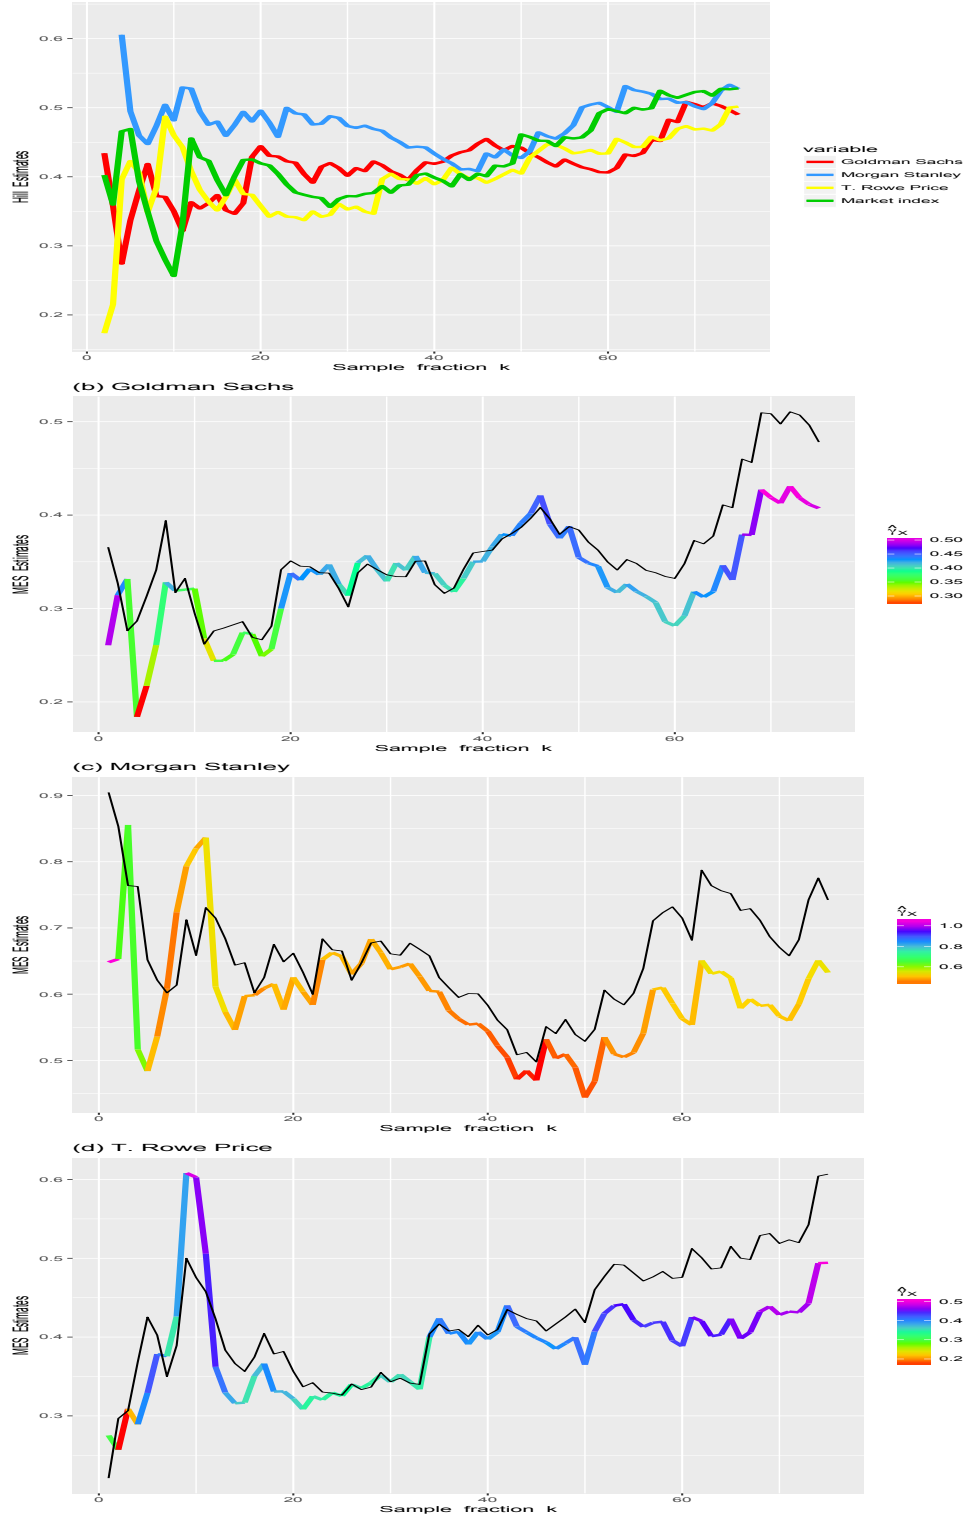 0.6
0.5
0.4
0.3
0.2
Hill Estimates
0 20 40 60
Sample fraction k
variable
Goldman Sachs
Morgan Stanley
T. Rowe Price
Market index
(b) Goldman Sachs
0.5
0.4
0.3
0.2
MES Estimates
0 20 40 60
Sample fraction k
γ̂x
0.50
0.45
0.40
0.35
0.30
(c) Morgan Stanley
0.9
0.8
0.7
0.6
0.5
MES Estimates
0 20 40 60
Sample fraction k
γ̂x
1.0
0.8
0.6
(d) T. Rowe Price
0.6
0.5
0.4
0.3
MES Estimates
0 20 40 60
Sample fraction k
γ̂x
0.5
0.4
0.3
0.2